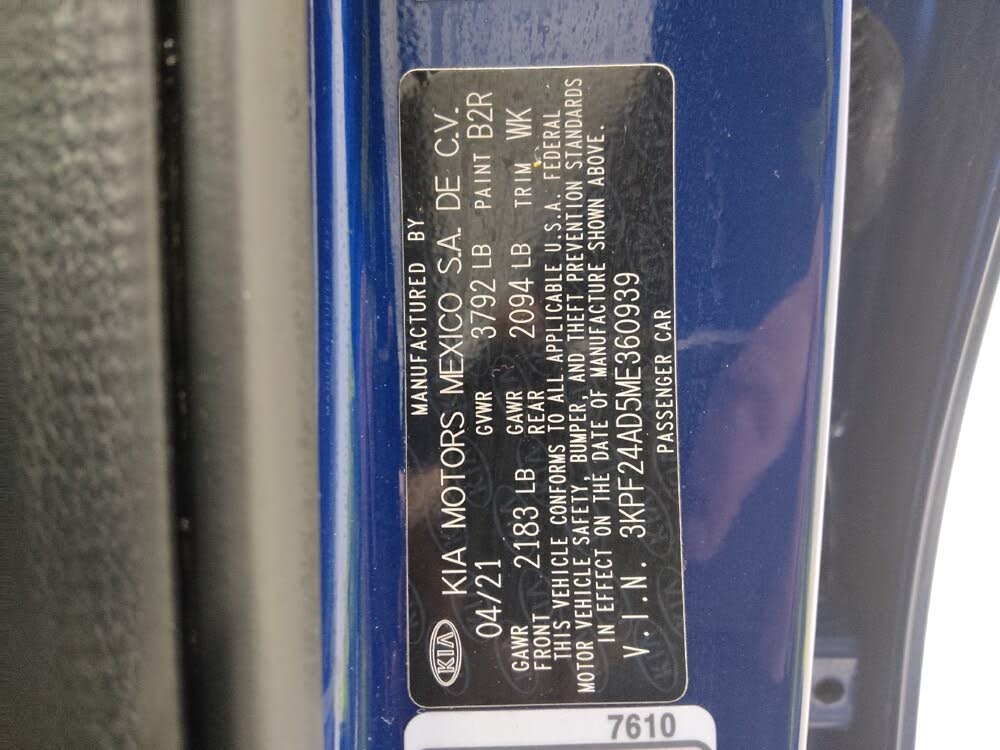 MANUFACTURED BY
KIA KIA MOTORS MEXICO S.A. DE C.V.
04/21 GVWR 3792 LB PAINT B2R
GAWR FRONT 2183 LB GAWR REAR 2094 LB TRIM WK
THIS VEHICLE CONFORMS TO ALL APPLICABLE U.S.A. FEDERAL
MOTOR VEHICLE SAFETY, BUMPER, AND THEFT PREVENTION STANDARDS
IN EFFECT ON THE DATE OF MANUFACTURE SHOWN ABOVE.
V.I.N. 3KPF24AD5ME360939
PASSENGER CAR
7610